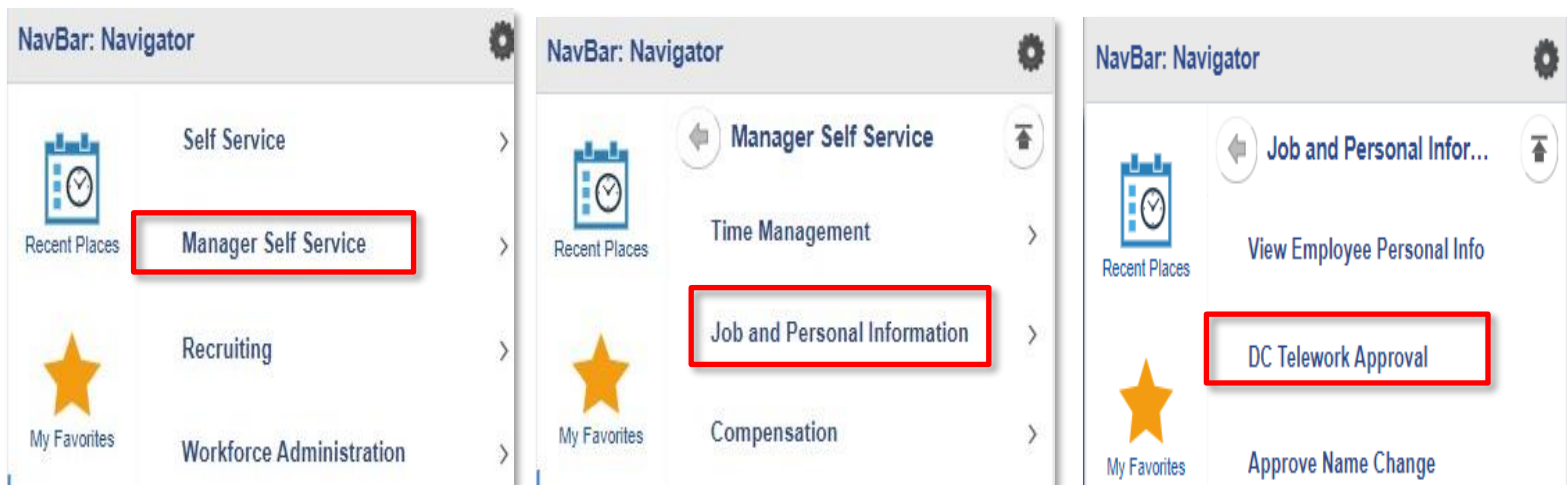 NavBar: Navigator
Self Service
Recent Places
Manager Self Service
Recruiting
My Favorites
Workforce Administration
NavBar: Navigator
Manager Self Service
Time Management
Recent Places
Job and Personal Information
My Favorites
Compensation
NavBar: Navigator
Job and Personal Infor...
View Employee Personal Info
Recent Places
DC Telework Approval
My Favorites
Approve Name Change